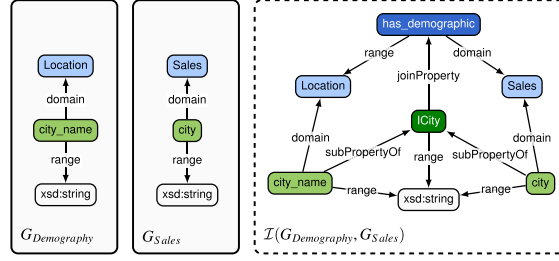 Location
domain
city_name
range
xsd:string
G_Demography
Sales
domain
city
range
xsd:string
G_Sales
has_demographic
range
domain
joinProperty
Location
Sales
ICity
domain
domain
subPropertyOf
subPropertyOf
range
city_name
city
range
range
xsd:string
I(G_Demography, G_Sales)